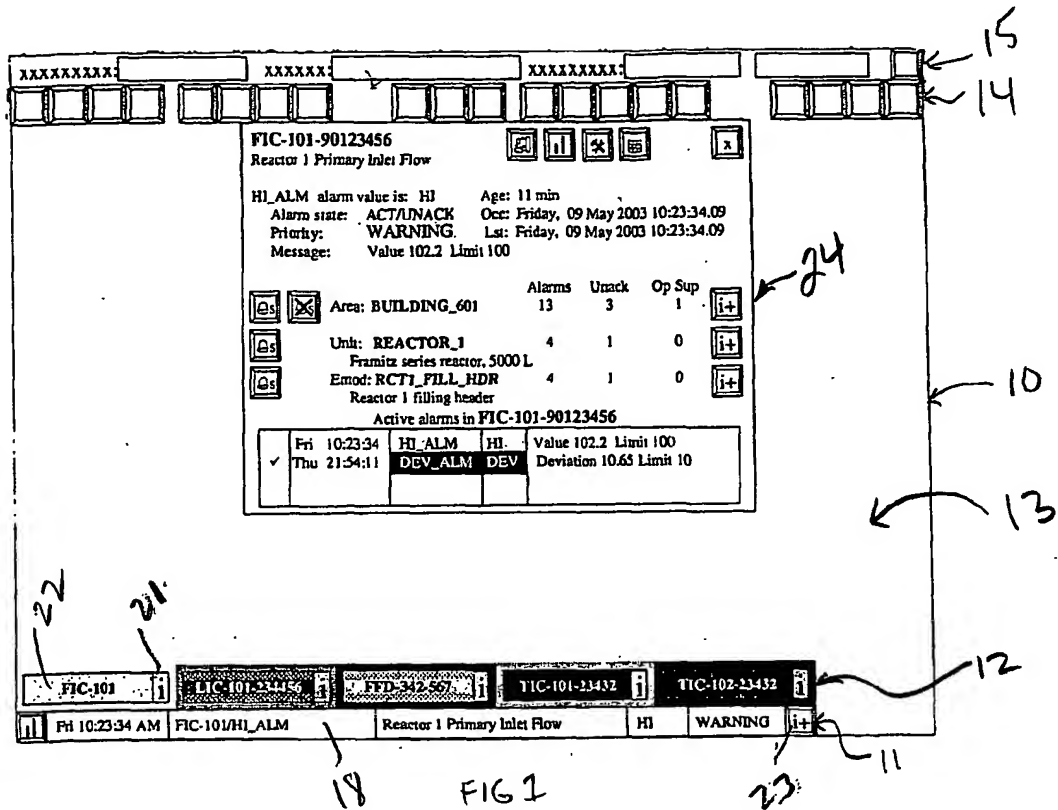 XXXXXXXXX: XXXXXX: XXXXXXXXX: 15
14
FIC-101-90123456 x
Reactor 1 Primary Inlet Flow
HI_ALM alarm value is: HI Age: 11 min
Alarm state: ACT/UNACK Occ: Friday, 09 May 2003 10:23:34.09
Priority: WARNING. Lst: Friday, 09 May 2003 10:23:34.09
Message: Value 102.2 Limit 100
24
Alarms Unack Op Sup
Area: BUILDING_601 13 3 1 i+
Unit: REACTOR_1 4 1 0 i+
Framitz series reactor, 5000 L
Emod: RCT1_FILL_HDR 4 1 0 i+
Reactor 1 filling header
10
Active alarms in FIC-101-90123456
Fri 10:23:34 HI_ALM HI Value 102.2 Limit 100
✓ Thu 21:54:11 DEV_ALM DEV Deviation 10.65 Limit 10
13
22 21
FIC-101 i LIC-101-234456 i FFD-342-567 i TIC-101-23432 i TIC-102-23432 i 12
Fri 10:23:34 AM FIC-101/HI_ALM Reactor 1 Primary Inlet Flow HI WARNING i+ 11
18 FIG 1 23